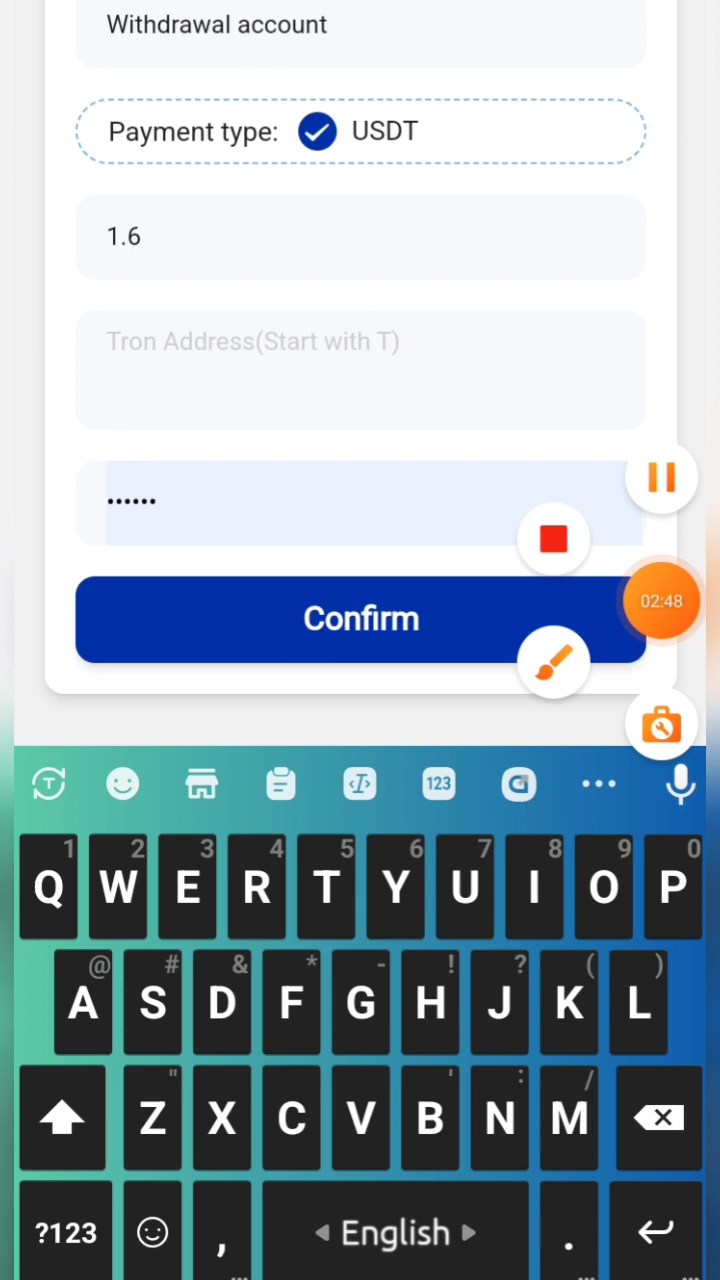 Withdrawal account
Payment type: USDT
1.6
Tron Address(Start with T)
••••••
Confirm
02:48
T 123 G
1 2 3 4 5 6 7 8 9 0
Q W E R T Y U I O P
@ # & * - ! ? ( )
A S D F G H J K L
" ' : /
Z X C V B N M
?123 , English .